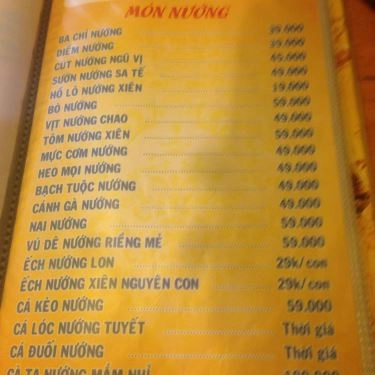 MÓN NƯỚNG
BA CHỈ NƯỚNG 39.000
ĐIỂM NƯỚNG 39.000
CÚT NƯỚNG NGŨ VỊ 49.000
SƯỜN NƯỚNG SA TẾ 49.000
HỒ LÔ NƯỚNG XIÊN 19.000
BÒ NƯỚNG 59.000
VỊT NƯỚNG CHAO 49.000
TÔM NƯỚNG XIÊN 59.000
MỰC CƠM NƯỚNG 49.000
HEO MỌI NƯỚNG 49.000
BẠCH TUỘC NƯỚNG 49.000
CÁNH GÀ NƯỚNG 49.000
NAI NƯỚNG 59.000
VÚ DÊ NƯỚNG RIỀNG MẺ 59.000
ẾCH NƯỚNG LON 29k/con
ẾCH NƯỚNG XIÊN NGUYÊN CON 29k/con
CÁ KÈO NƯỚNG 59.000
CÁ LÓC NƯỚNG TUYẾT Thời giá
CÁ ĐUỐI NƯỚNG Thời giá
NƯỚNG MẮM NHỈ